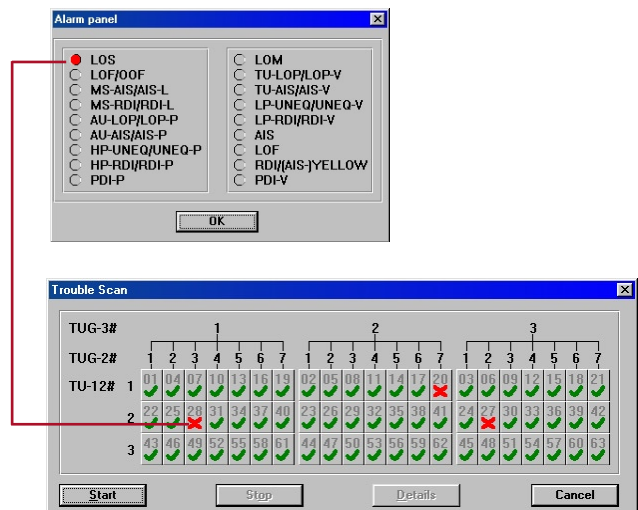 Alarm panel
LOS
LOF/OOF
MS-AIS/AIS-L
MS-RDI/RDI-L
AU-LOP/LOP-P
AU-AIS/AIS-P
HP-UNEQ/UNEQ-P
HP-RDI/RDI-P
PDI-P
LOM
TU-LOP/LOP-V
TU-AIS/AIS-V
LP-UNEQ/UNEQ-V
LP-RDI/RDI-V
AIS
LOF
RDI/(AIS-)YELLOW
PDI-V
OK
Trouble Scan
TUG-3# 1 2 3
TUG-2# 1 2 3 4 5 6 7 1 2 3 4 5 6 7 1 2 3 4 5 6 7
TU-12# 1 01 04 07 10 13 16 19 02 05 08 11 14 17 20 03 06 09 12 15 18 21
2 22 25 28 31 34 37 40 23 26 29 32 35 38 41 24 27 30 33 36 39 42
3 43 46 49 52 55 58 61 44 47 50 53 56 59 62 45 48 51 54 57 60 63
Start Stop Details Cancel